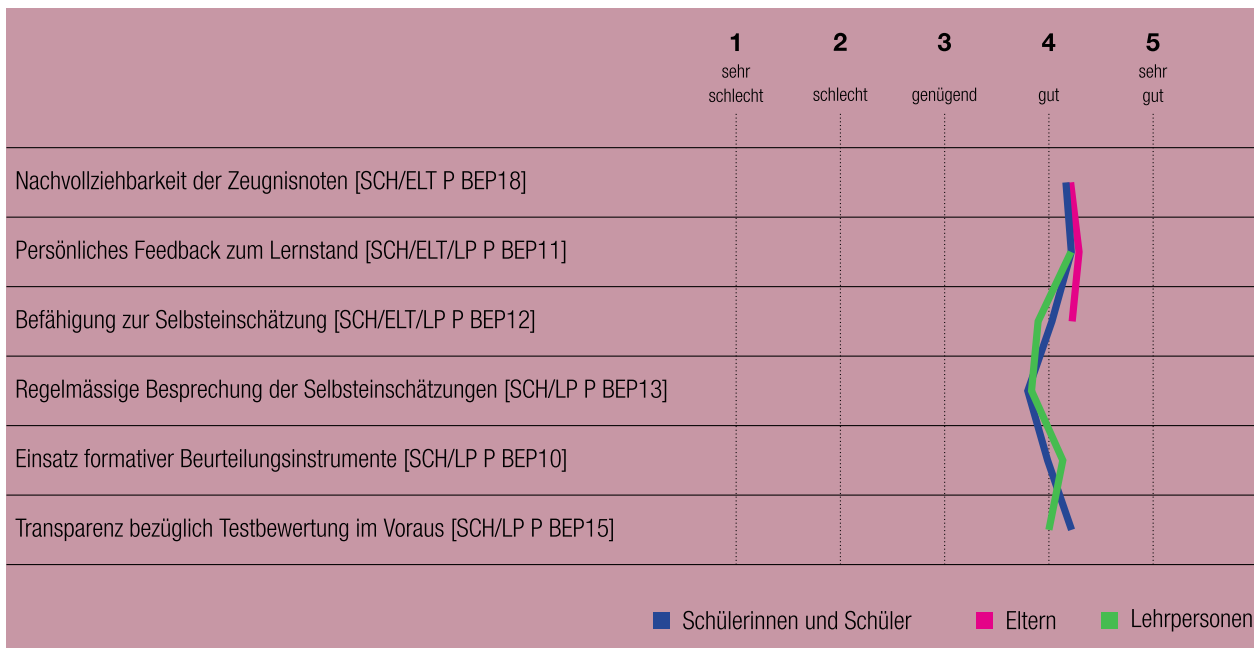 1 2 3 4 5
sehr schlecht schlecht genügend gut sehr gut
Nachvollziehbarkeit der Zeugnisnoten [SCH/ELT P BEP18]
Persönliches Feedback zum Lernstand [SCH/ELT/LP P BEP11]
Befähigung zur Selbsteinschätzung [SCH/ELT/LP P BEP12]
Regelmässige Besprechung der Selbsteinschätzungen [SCH/LP P BEP13]
Einsatz formativer Beurteilungsinstrumente [SCH/LP P BEP10]
Transparenz bezüglich Testbewertung im Voraus [SCH/LP P BEP15]
Schülerinnen und Schüler Eltern Lehrpersonen